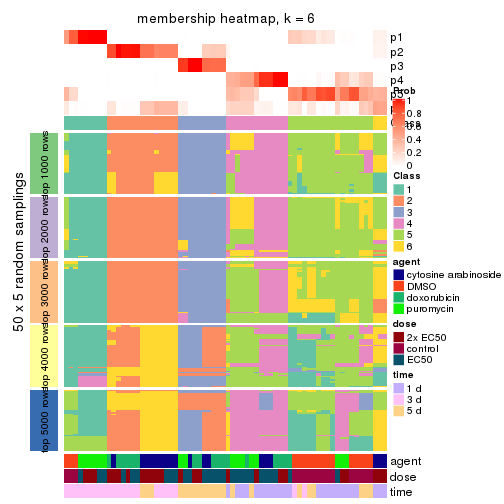 membership heatmap, k = 6
p1
p2
p3
p4
Prob
1
0.8
0.6
0.4
0.2
0
Class
1
2
3
4
5
6
agent
cytosine arabinoside
DMSO
doxorubicin
puromycin
dose
2x EC50
control
EC50
time
1 d
3 d
5 d
50 x 5 random samplings
top 1000 rows
top 2000 rows
top 3000 rows
top 4000 rows
top 5000 rows
agent
dose
time